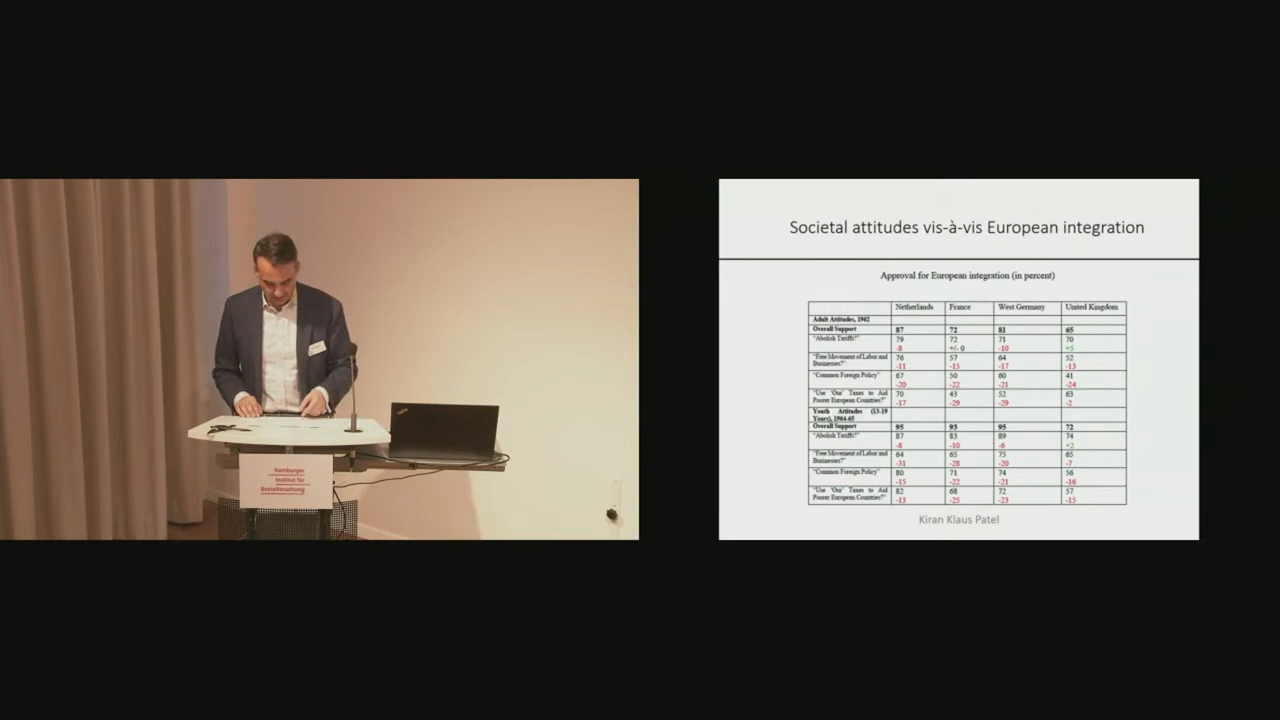 Societal attitudes vis-à-vis European integration
Approval for European integration (in percent)
Netherlands France West Germany United Kingdom
Adult Attitudes, 1962
Overall Support 87 72 81 65
"Abolish Tariffs?" 79 72 71 70
-8 +/- 0 -10 +5
"Free Movement of Labor and 76 57 64 52
Businesses?" -11 -15 -17 -13
"Common Foreign Policy" 67 50 60 41
-20 -22 -21 -24
"Use 'Our' Taxes to Aid 70 43 52 63
Poorer European Countries?" -17 -29 -29 -2
Youth Attitudes (13-19
Years), 1964-65
Overall Support 95 93 95 72
"Abolish Tariffs?" 87 83 89 74
-8 -10 -6 +2
"Free Movement of Labor and 64 65 75 65
Businesses?" -31 -28 -20 -7
"Common Foreign Policy" 80 71 74 56
-15 -22 -21 -16
"Use 'Our' Taxes to Aid 82 68 72 57
Poorer European Countries?" -13 -25 -23 -15
Kiran Klaus Patel
Hamburger
Institut für
Sozialforschung